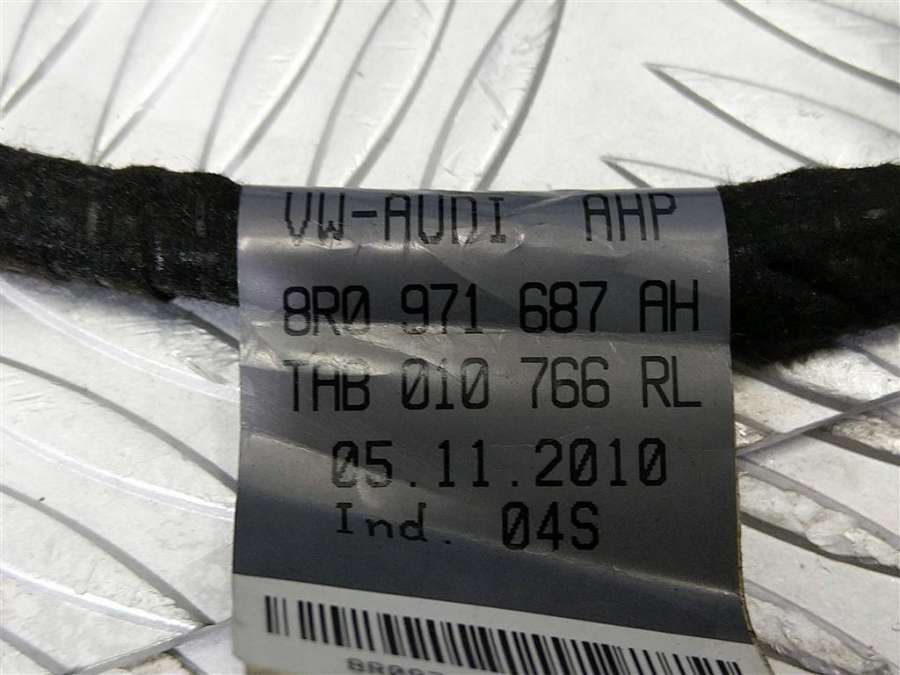 VW-AUDI AHP
8R0 971 687 AH
TAB 010 766 RL
05.11.2010
Ind. 04S